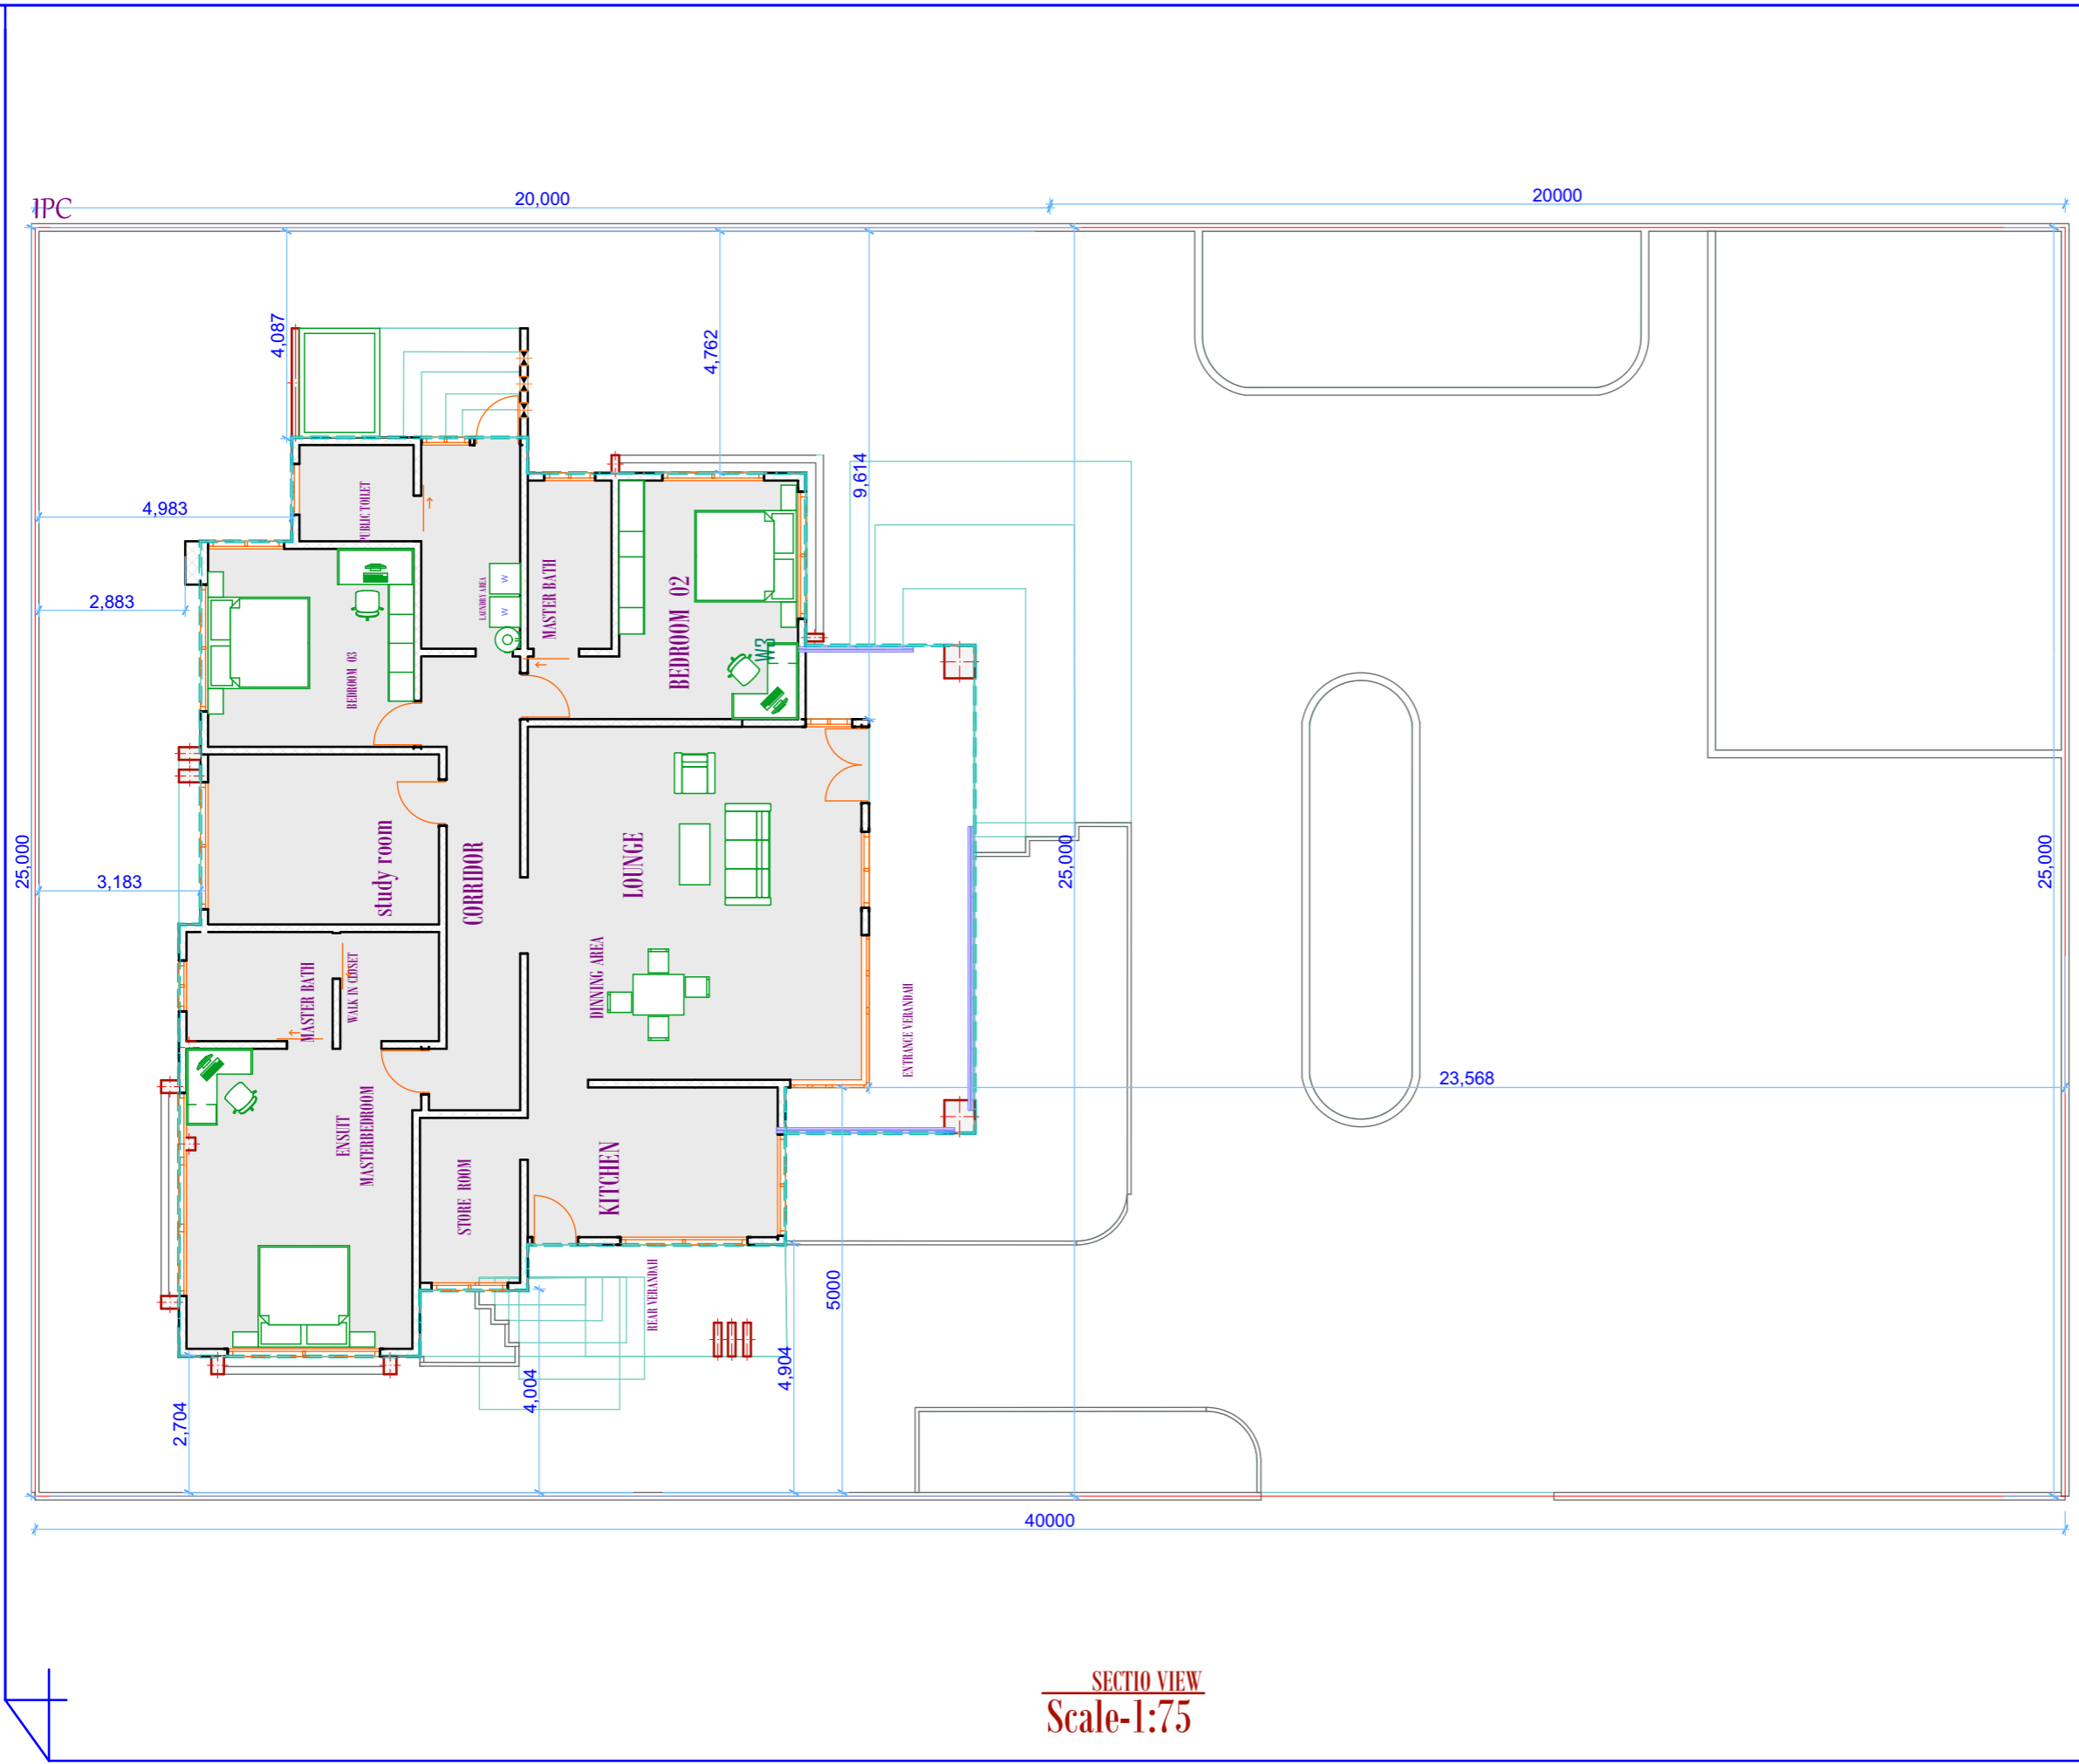 20,000
20000
IPC
4,087
4,762
9,614
4,983
2,883
PUBLIC TOILET
LAUNDRY AREA
MASTER BATH
BEDROOM 02
W3
W
W
BEDROOM 03
25,000
3,183
study room
CORRIDOR
LOUNGE
25,000
25,000
MASTER BATH
WALK IN CLOSET
DINNING AREA
ENTRANCE VERANDAH
23,568
ENSUIT
MASTERBEDROOM
STORE ROOM
KITCHEN
REAR VERANDAH
5000
4,904
4,004
2,704
40000
SECTIO VIEW
Scale-1:75